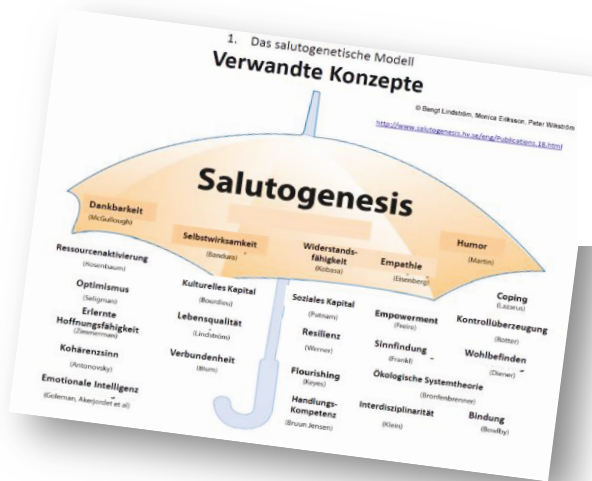 1. Das salutogenetische Modell
Verwandte Konzepte
© Bengt Lindström, Monica Eriksson, Peter Wikström
http://www.salutogenesis.hv.se/eng/Publications.18.html
Salutogenesis
Dankbarkeit
(McGullough)
Selbstwirksamkeit
(Bandura)
Widerstands-
fähigkeit
(Kobasa)
Empathie
(Eisenberg)
Humor
(Martin)
Ressourcenaktivierung
(Rosenbaum)
Optimismus
(Seligman)
Erlernte
Hoffnungsfähigkeit
(Zimmerman)
Kohärenzsinn
(Antonovsky)
Emotionale Intelligenz
(Goleman, Akerjordet et al)
Kulturelles Kapital
(Bourdieu)
Lebensqualität
(Lindström)
Verbundenheit
(Blum)
Soziales Kapital
(Putnam)
Resilienz
(Werner)
Flourishing
(Keyes)
Handlungs-
Kompetenz
(Bruun Jensen)
Empowerment
(Freire)
Sinnfindung
(Frankl)
Ökologische Systemtheorie
(Bronfenbrenner)
Interdisziplinarität
(Klein)
Coping
(Lazarus)
Kontrollüberzeugung
(Rotter)
Wohlbefinden
(Diener)
Bindung
(Bowlby)